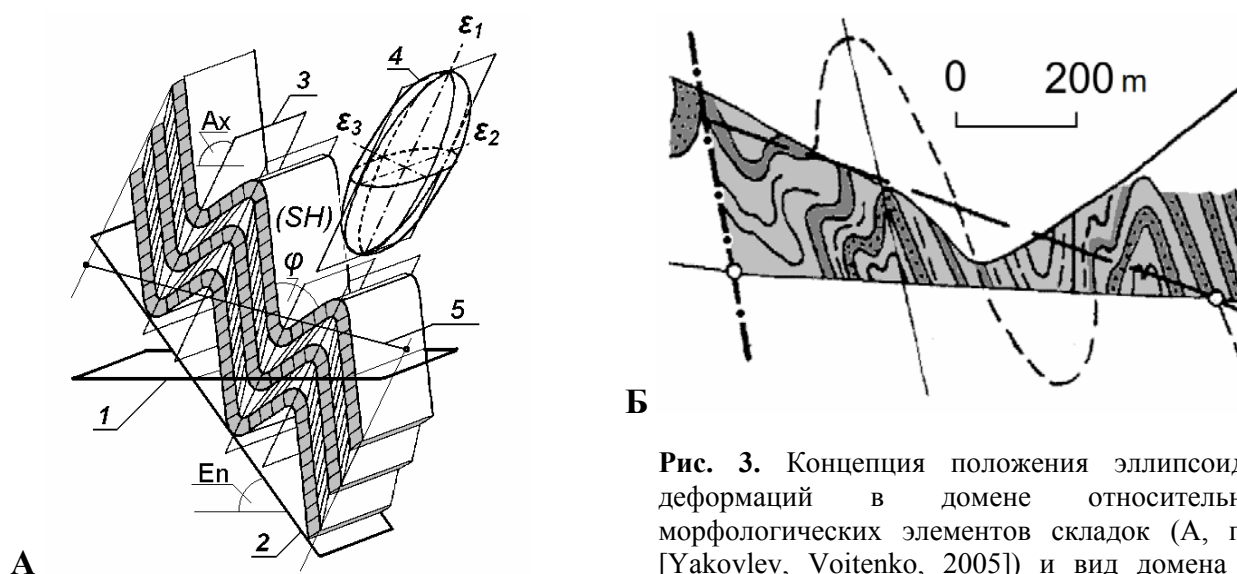 ε1
4
3
Ax
ε3
ε2
(SH)
φ
5
1
En
2
А
0 200 m
Б
Рис. 3. Концепция положения эллипсоид
деформаций в домене относительн
морфологических элементов складок (А, п
[Yakovlev, Voitenko, 2005]) и вид домена